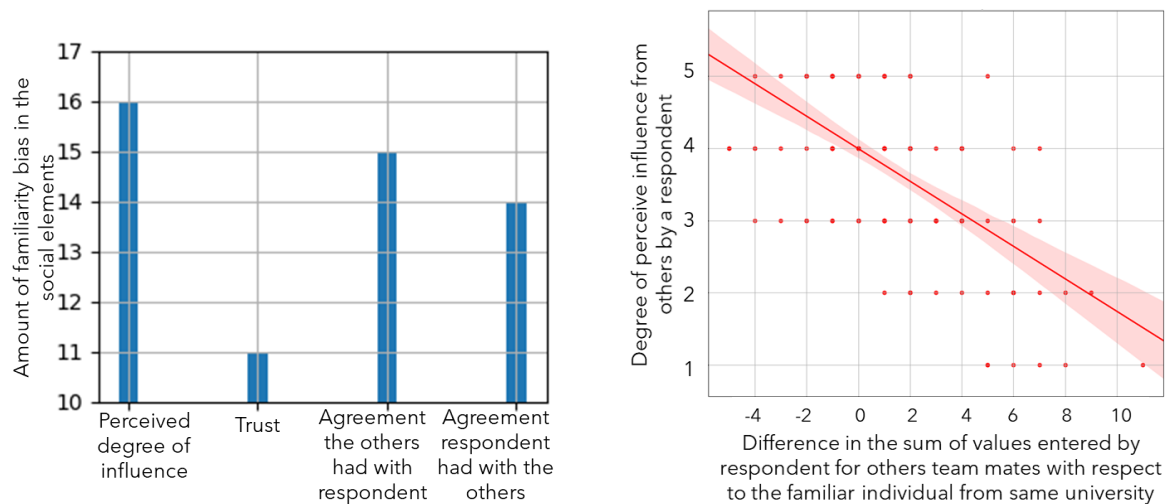 Amount of familiarity bias in the
social elements
17
16
15
14
13
12
11
10
Perceived
degree of
influence
Trust
Agreement
the others
had with
respondent
Agreement
respondent
had with the
others
Degree of perceive influence from
others by a respondent
5
4
3
2
1
-4 -2 0 2 4 6 8 10
Difference in the sum of values entered by
respondent for others team mates with respect
to the familiar individual from same university